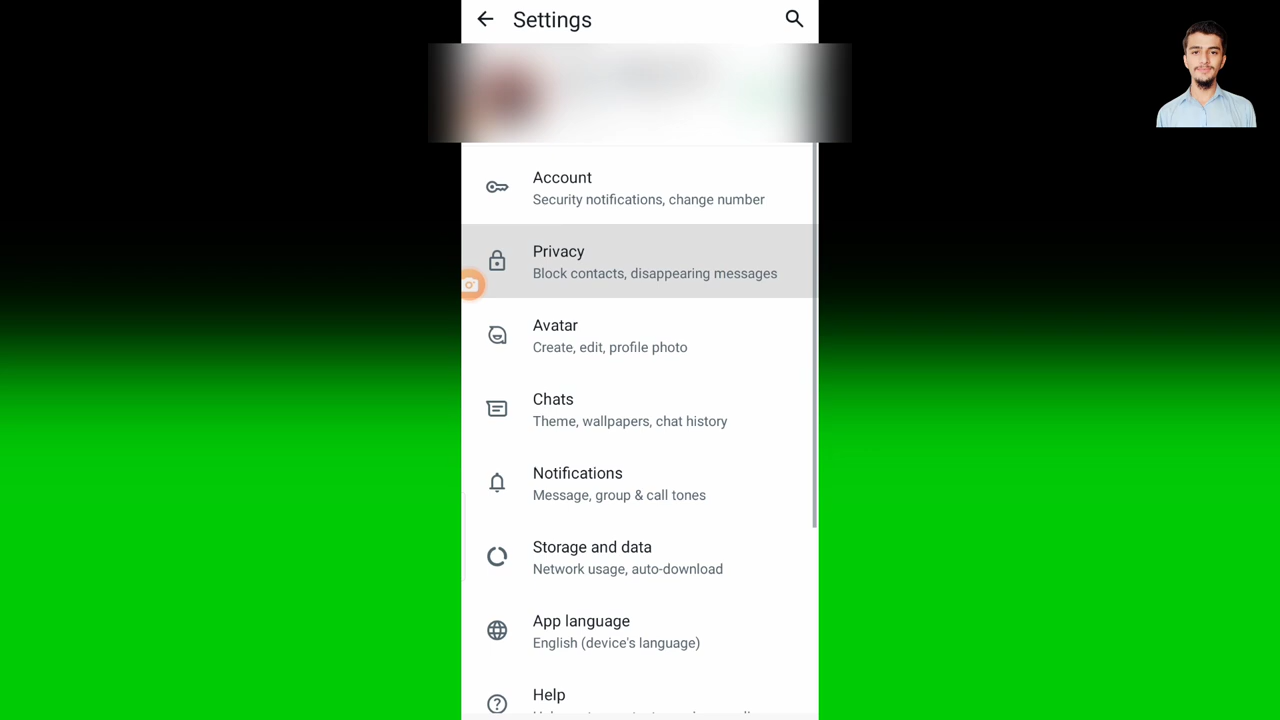 Settings
Account
Security notifications, change number
Privacy
Block contacts, disappearing messages
Avatar
Create, edit, profile photo
Chats
Theme, wallpapers, chat history
Notifications
Message, group & call tones
Storage and data
Network usage, auto-download
App language
English (device's language)
Help